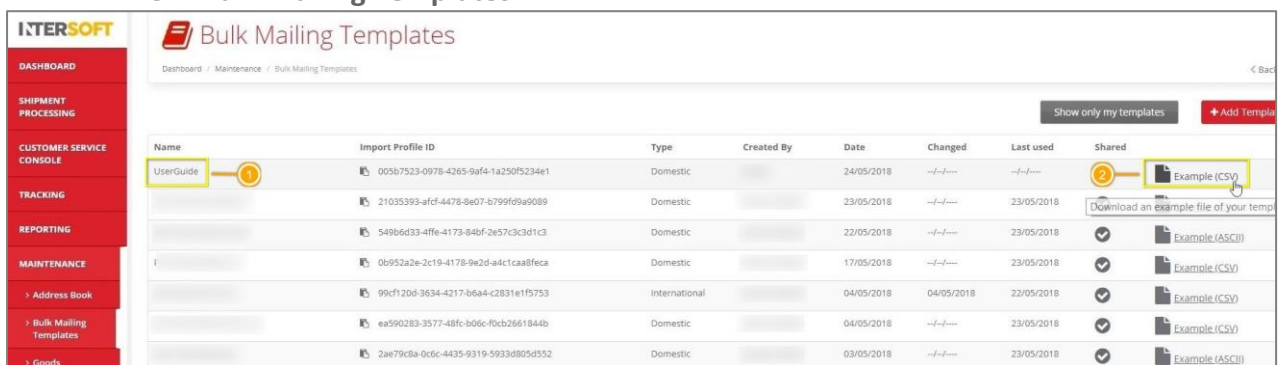 Bulk Mailing Templates
INTERSOFT
Bulk Mailing Templates
Dashboard / Maintenance / Bulk Mailing Templates
< Back
DASHBOARD
SHIPMENT
PROCESSING
CUSTOMER SERVICE
CONSOLE
TRACKING
REPORTING
MAINTENANCE
> Address Book
> Bulk Mailing
Templates
> Goods
Show only my templates
+ Add Templa
Name Import Profile ID Type Created By Date Changed Last used Shared
UserGuide 1 005b7523-0978-4265-9af4-1a250f5234e1 Domestic 24/05/2018 --/--/---- --/--/---- 2 Example (CSV)
Download an example file of your templ
21035393-afcf-4478-8e07-b799fd9a9089 Domestic 23/05/2018 --/--/---- 23/05/2018
549b6d33-4ffe-4173-84bf-2e57c3c3d1c3 Domestic 22/05/2018 --/--/---- 23/05/2018 Example (ASCII)
0b952a2e-2c19-4178-9e2d-a4c1caa8feca Domestic 17/05/2018 --/--/---- 23/05/2018 Example (CSV)
99cf120d-3634-4217-b6a4-c2831e1f5753 International 04/05/2018 04/05/2018 22/05/2018 Example (CSV)
ea590283-3577-48fc-b06c-f0cb2661844b Domestic 04/05/2018 --/--/---- 23/05/2018 Example (CSV)
2ae79c8a-0c6c-4435-9319-5933d805d552 Domestic 03/05/2018 --/--/---- 23/05/2018 Example (ASCII)